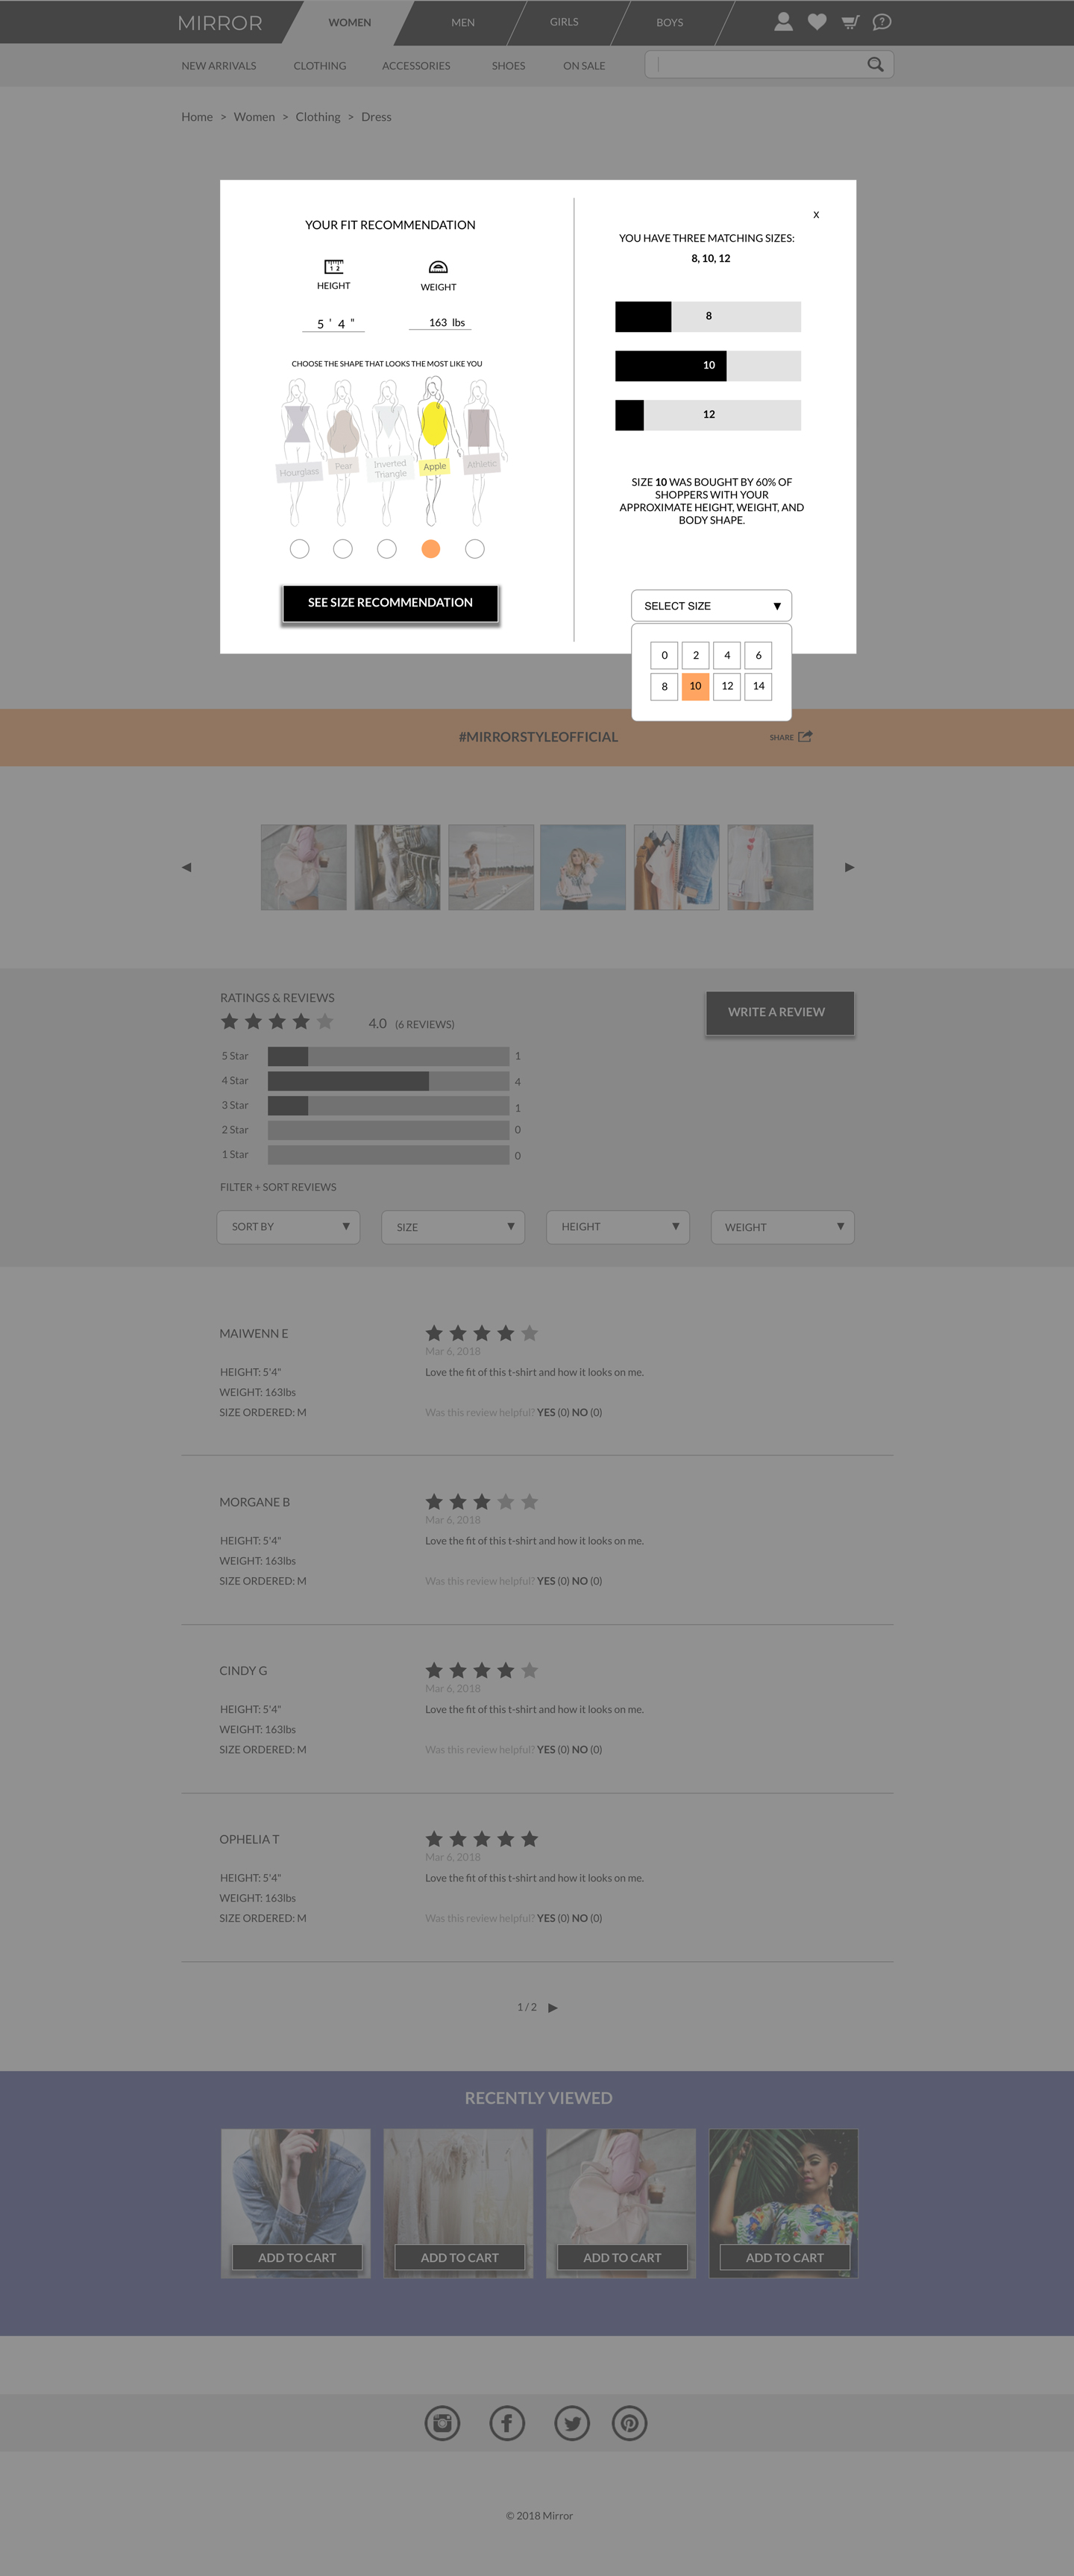 MIRROR WOMEN MEN GIRLS BOYS
NEW ARRIVALS CLOTHING ACCESSORIES SHOES ON SALE
Home > Women > Clothing > Dress
YOUR FIT RECOMMENDATION
HEIGHT WEIGHT
5 ' 4 " 163 lbs
CHOOSE THE SHAPE THAT LOOKS THE MOST LIKE YOU
Hourglass Pear Inverted Triangle Apple Athletic
SEE SIZE RECOMMENDATION
X
YOU HAVE THREE MATCHING SIZES:
8, 10, 12
8
10
12
SIZE 10 WAS BOUGHT BY 60% OF
SHOPPERS WITH YOUR
APPROXIMATE HEIGHT, WEIGHT, AND
BODY SHAPE.
SELECT SIZE ▼
0 2 4 6
8 10 12 14
#MIRRORSTYLEOFFICIAL SHARE
RATINGS & REVIEWS
4.0 (6 REVIEWS)
WRITE A REVIEW
5 Star 1
4 Star 4
3 Star 1
2 Star 0
1 Star 0
FILTER + SORT REVIEWS
SORT BY ▼ SIZE ▼ HEIGHT ▼ WEIGHT ▼
MAIWENN E
Mar 6, 2018
HEIGHT: 5'4" Love the fit of this t-shirt and how it looks on me.
WEIGHT: 163lbs
SIZE ORDERED: M Was this review helpful? YES (0) NO (0)
MORGANE B
Mar 6, 2018
HEIGHT: 5'4" Love the fit of this t-shirt and how it looks on me.
WEIGHT: 163lbs
SIZE ORDERED: M Was this review helpful? YES (0) NO (0)
CINDY G
Mar 6, 2018
HEIGHT: 5'4" Love the fit of this t-shirt and how it looks on me.
WEIGHT: 163lbs
SIZE ORDERED: M Was this review helpful? YES (0) NO (0)
OPHELIA T
Mar 6, 2018
HEIGHT: 5'4" Love the fit of this t-shirt and how it looks on me.
WEIGHT: 163lbs
SIZE ORDERED: M Was this review helpful? YES (0) NO (0)
1 / 2 ▶
RECENTLY VIEWED
ADD TO CART ADD TO CART ADD TO CART ADD TO CART
© 2018 Mirror